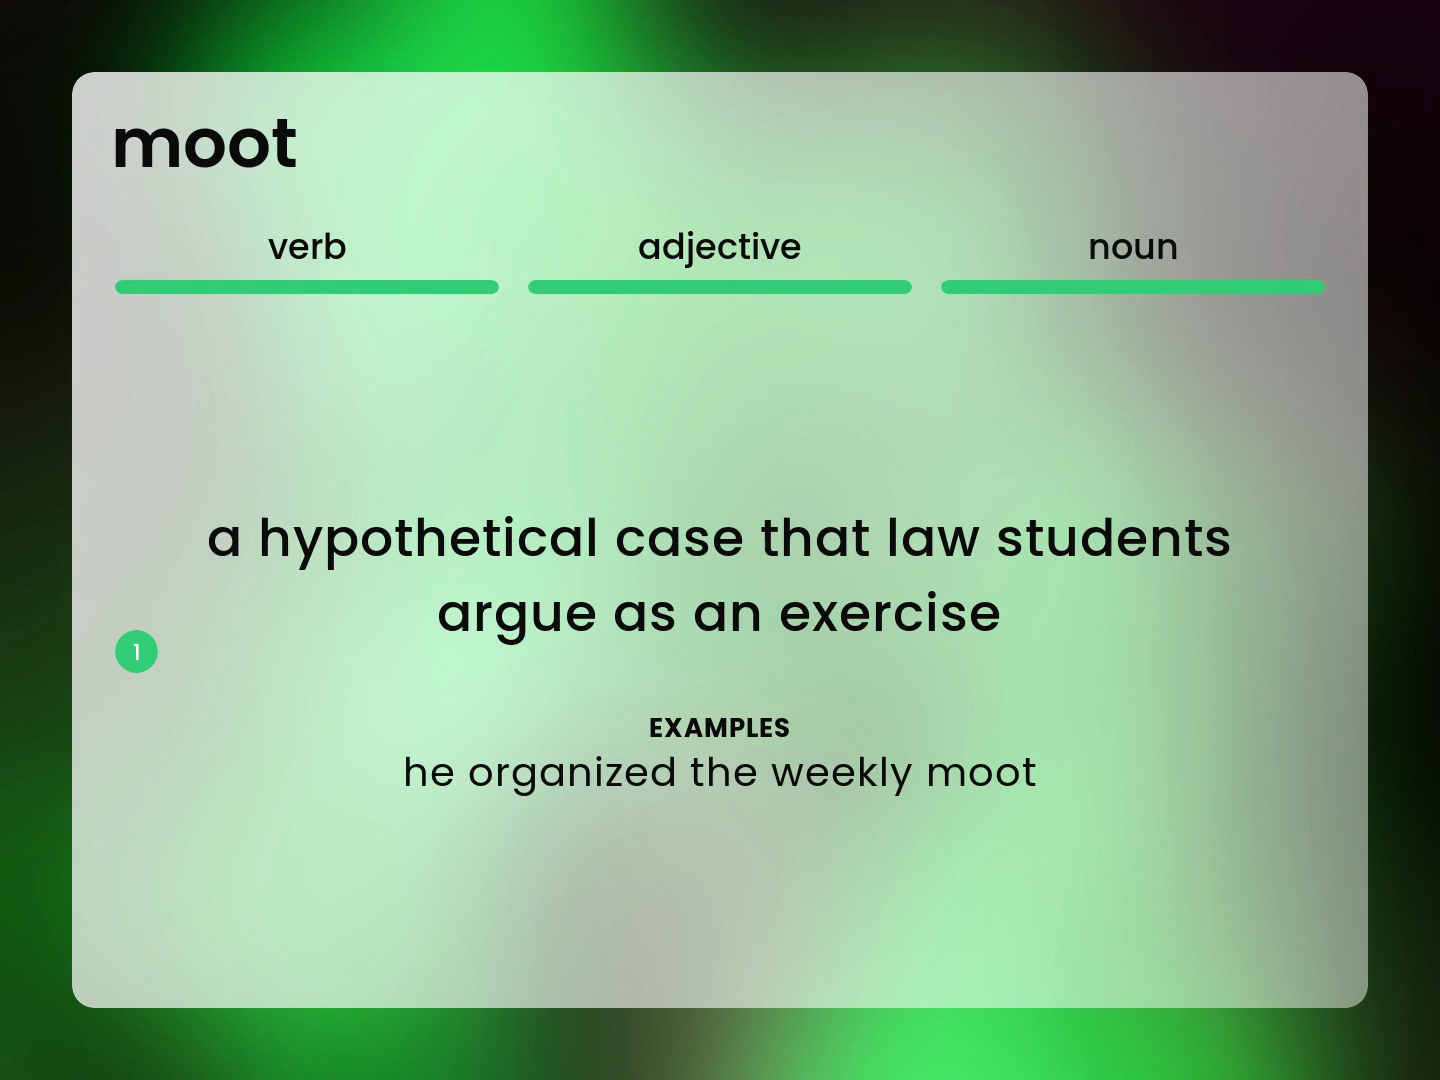 moot
verb
adjective
noun
a hypothetical case that law students
argue as an exercise
1
EXAMPLES
he organized the weekly moot